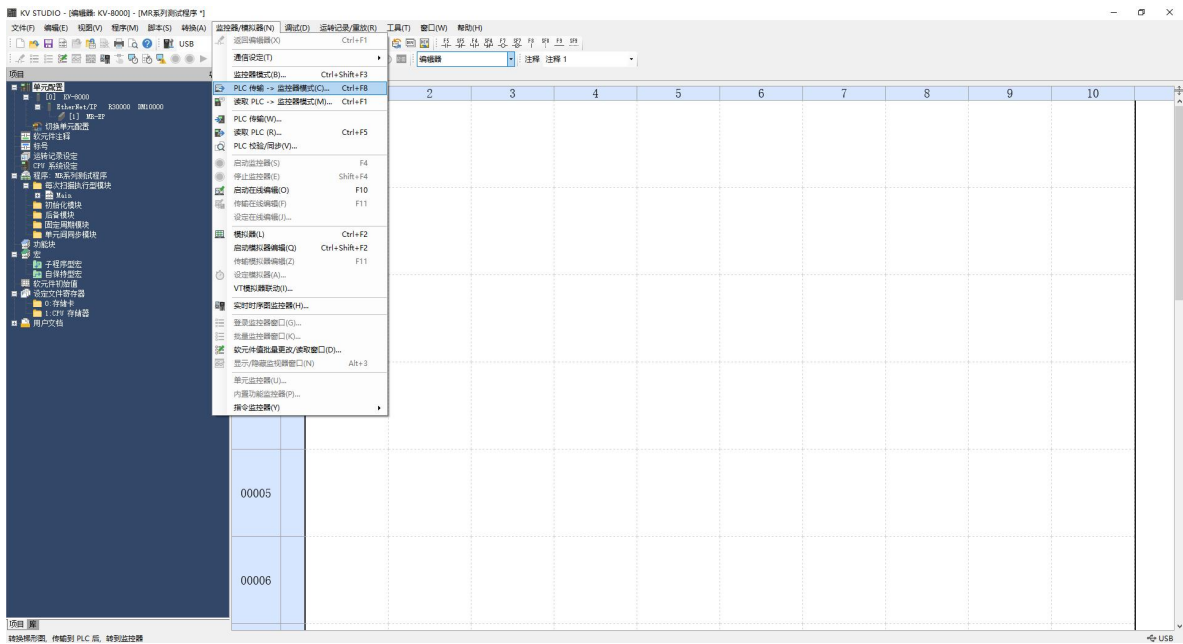 KV STUDIO - [编辑器: KV-8000] - [MR系列测试程序 *]
文件(F) 编辑(E) 视图(V) 程序(M) 脚本(S) 转换(A) 监控器/模拟器(N) 调试(D) 运转记录/重放(R) 工具(T) 窗口(W) 帮助(H)
USB
编辑器 注释 注释 1
项目
单元配置
[0] KV-8000
EtherNet/IP R30000 DM10000
[1] MR-EP
切换单元配置
软元件注释
标号
运转记录设定
CPU 系统设定
程序: MR系列测试程序
每次扫描执行型模块
Main
初始化模块
后备模块
固定周期模块
单元间同步模块
功能块
宏
子程序型宏
自保持型宏
软元件初始值
设定文件寄存器
0:存储卡
1:CPU 存储器
用户文档
返回编辑器(X) Ctrl+F1
通信设定(T)
监控器模式(B)... Ctrl+Shift+F3
PLC 传输 -> 监控器模式(C)... Ctrl+F8
读取 PLC -> 监控器模式(M)... Ctrl+F1
PLC 传输(W)...
读取 PLC (R)... Ctrl+F5
PLC 校验/同步(V)...
启动监控器(S) F4
停止监控器(E) Shift+F4
启动在线编辑(O) F10
传输在线编辑(F) F11
设定在线编辑(J)...
模拟器(L) Ctrl+F2
启动模拟器编辑(Q) Ctrl+Shift+F2
传输模拟器编辑(Z) F11
设定模拟器(A)...
VT模拟器联动(I)...
实时时序图监控器(H)...
登录监控器窗口(G)...
批量监控器窗口(K)...
软元件值批量更改/读取窗口(D)...
显示/隐藏监视器窗口(N) Alt+3
单元监控器(U)...
内置功能监控器(P)...
指令监控器(Y)
2 3 4 5 6 7 8 9 10
00005
00006
项目 库
转换梯形图, 传输到 PLC 后, 转到监控器
USB